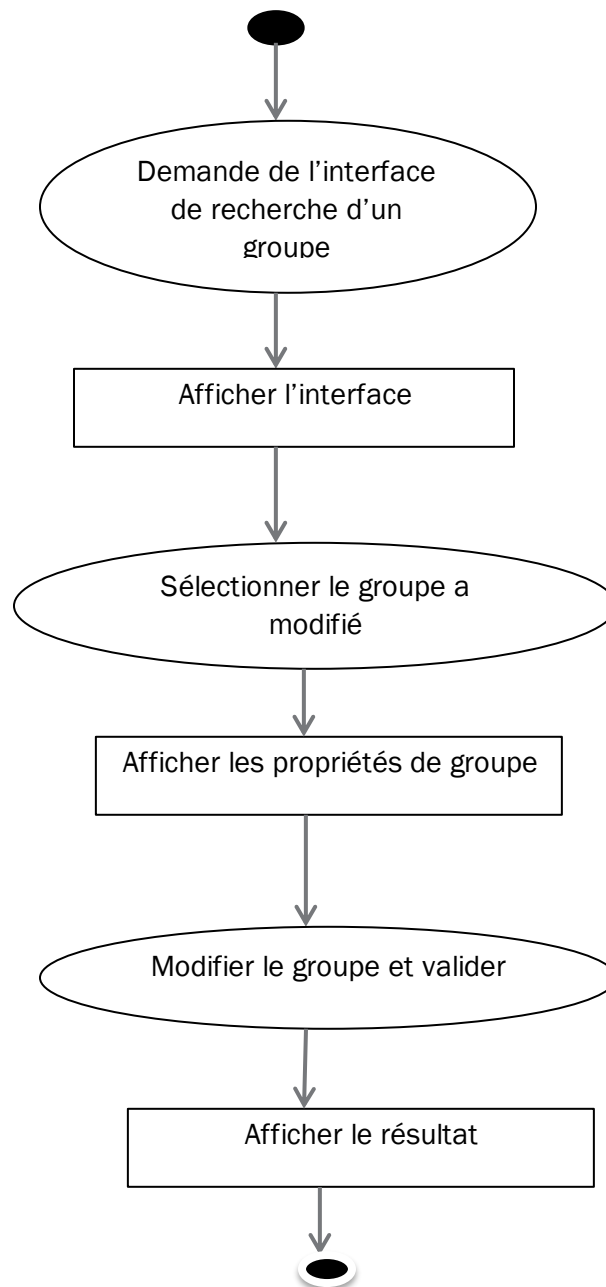 Demande de l’interface
de recherche d’un
groupe
Afficher l’interface
Sélectionner le groupe a
modifié
Afficher les propriétés de groupe
Modifier le groupe et valider
Afficher le résultat